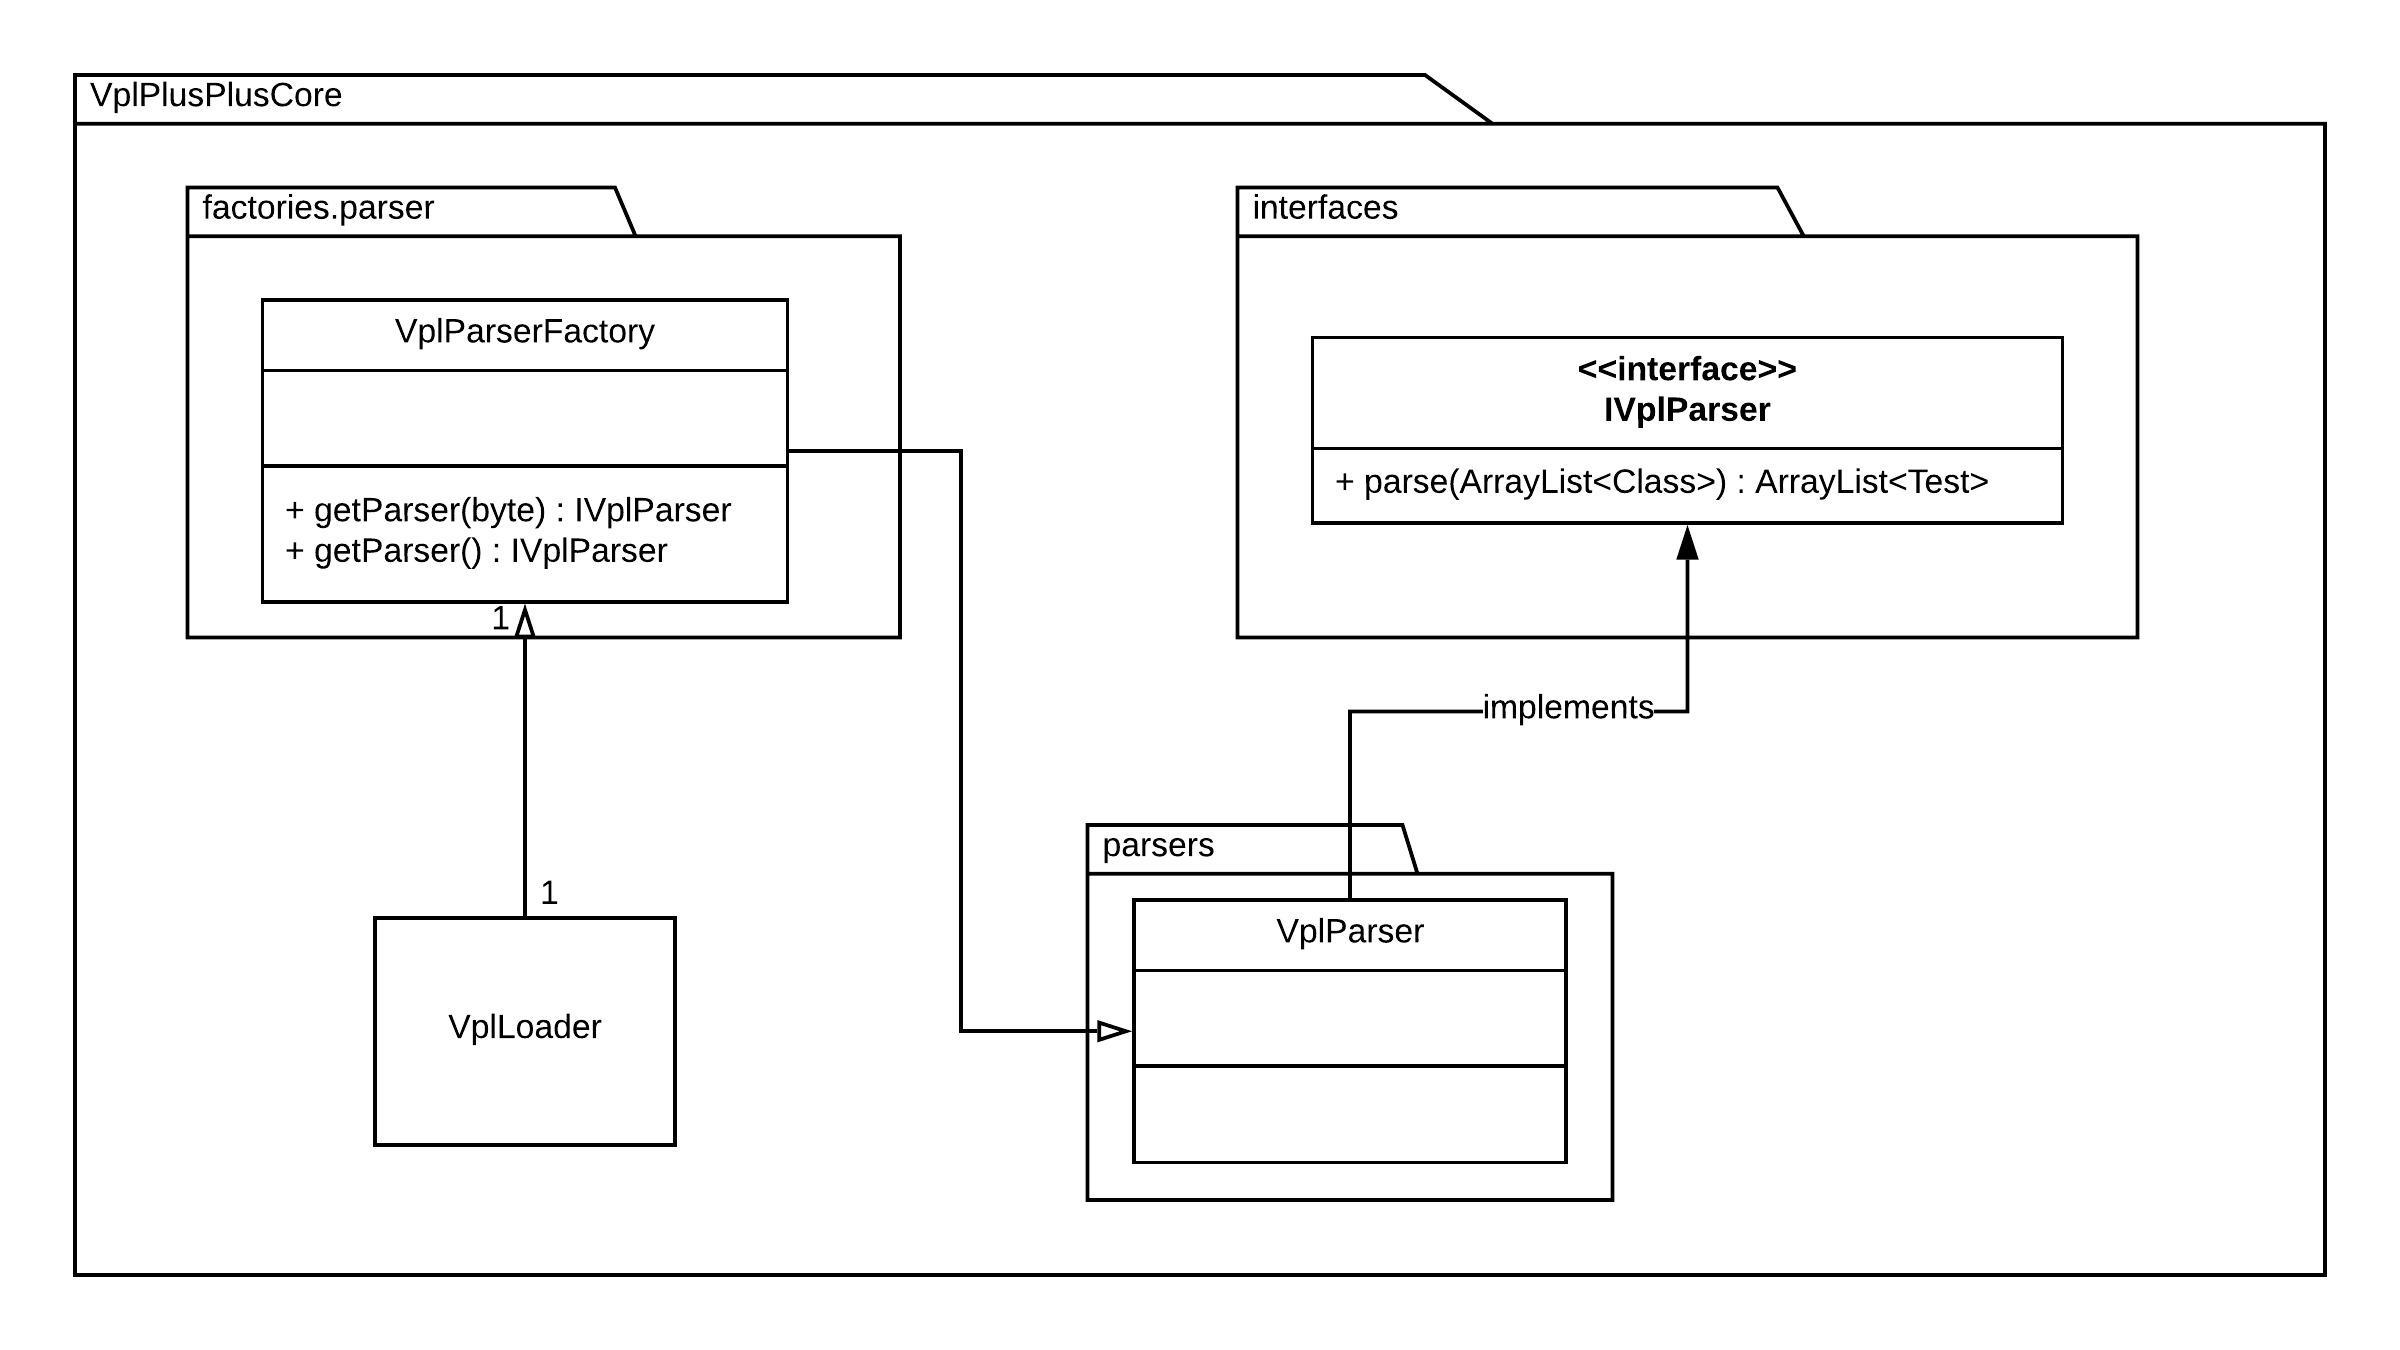 VplPlusPlusCore
factories.parser
VplParserFactory
+ getParser(byte) : IVplParser
+ getParser() : IVplParser
1
1
VplLoader
interfaces
<<interface>>
IVplParser
+ parse(ArrayList<Class>) : ArrayList<Test>
implements
parsers
VplParser